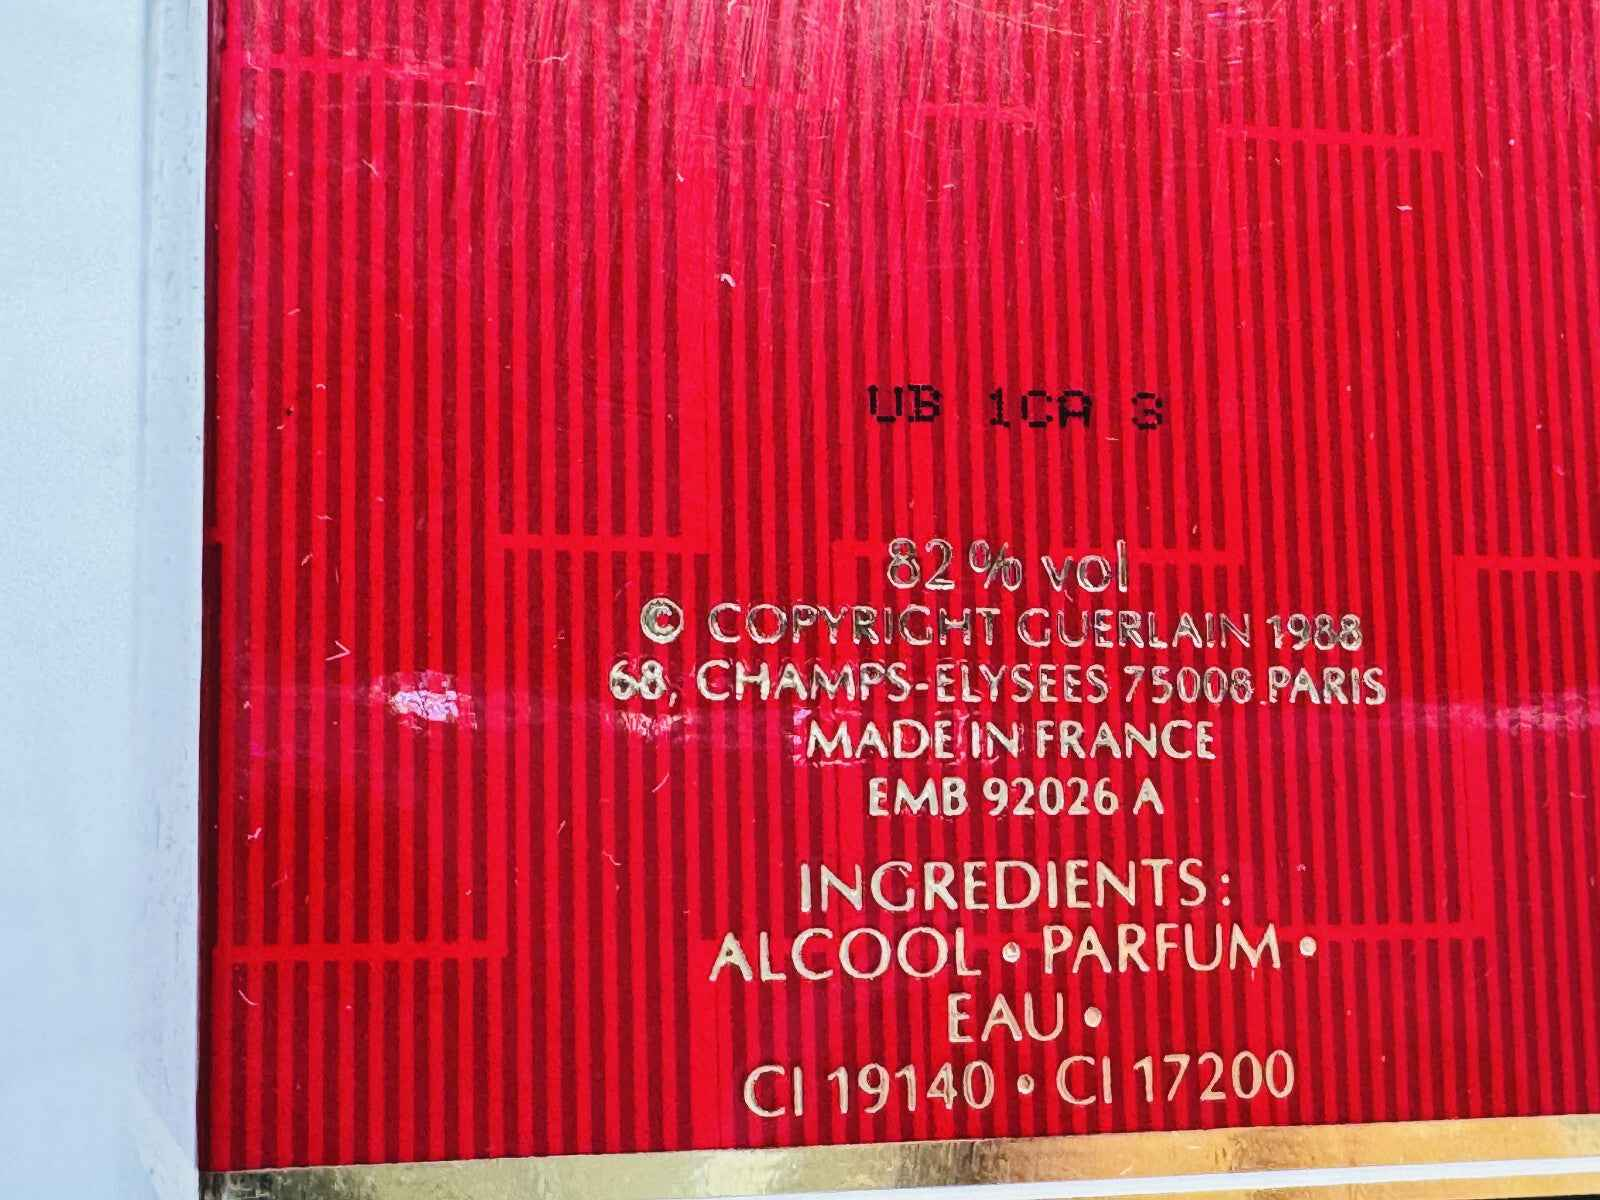 UB 1CA 3
82% vol
© COPYRIGHT GUERLAIN 1988
68, CHAMPS-ELYSEES 75008 PARIS
MADE IN FRANCE
EMB 92026 A
INGREDIENTS:
ALCOOL • PARFUM •
EAU •
CI 19140 • CI 17200